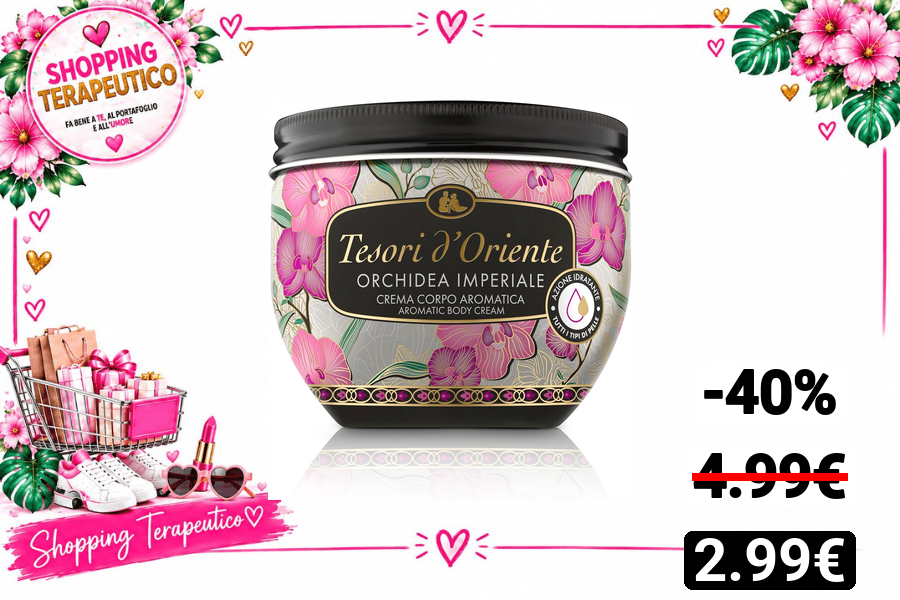 SHOPPING
TERAPEUTICO
FA BENE A TE, AL PORTAFOGLIO
E ALL'UMORE
Tesori d'Oriente
ORCHIDEA IMPERIALE
CREMA CORPO AROMATICA
AROMATIC BODY CREAM
AZIONE IDRATANTE
TUTTI I TIPI DI PELLE
-40%
4.99€
2.99€
Shopping Terapeutico